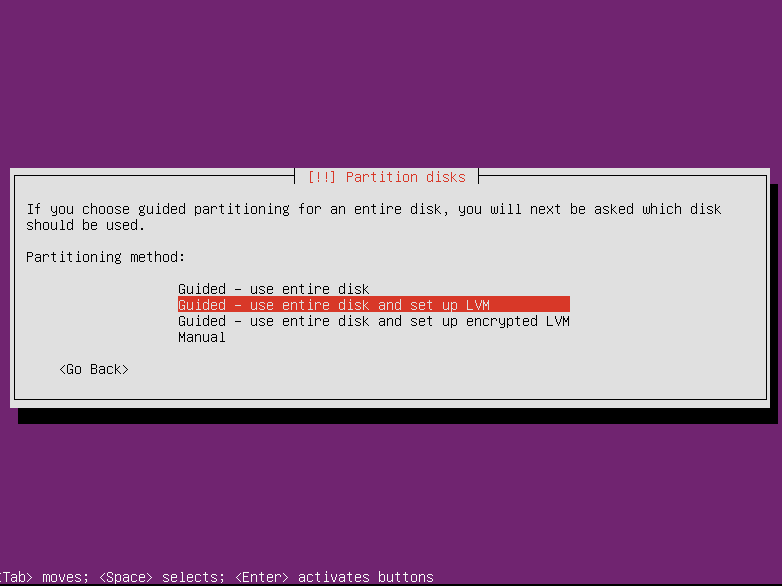 [!!] Partition disks
If you choose guided partitioning for an entire disk, you will next be asked which disk
should be used.
Partitioning method:
Guided – use entire disk
Guided – use entire disk and set up LVM
Guided – use entire disk and set up encrypted LVM
Manual
<Go Back>
<Tab> moves; <Space> selects; <Enter> activates buttons